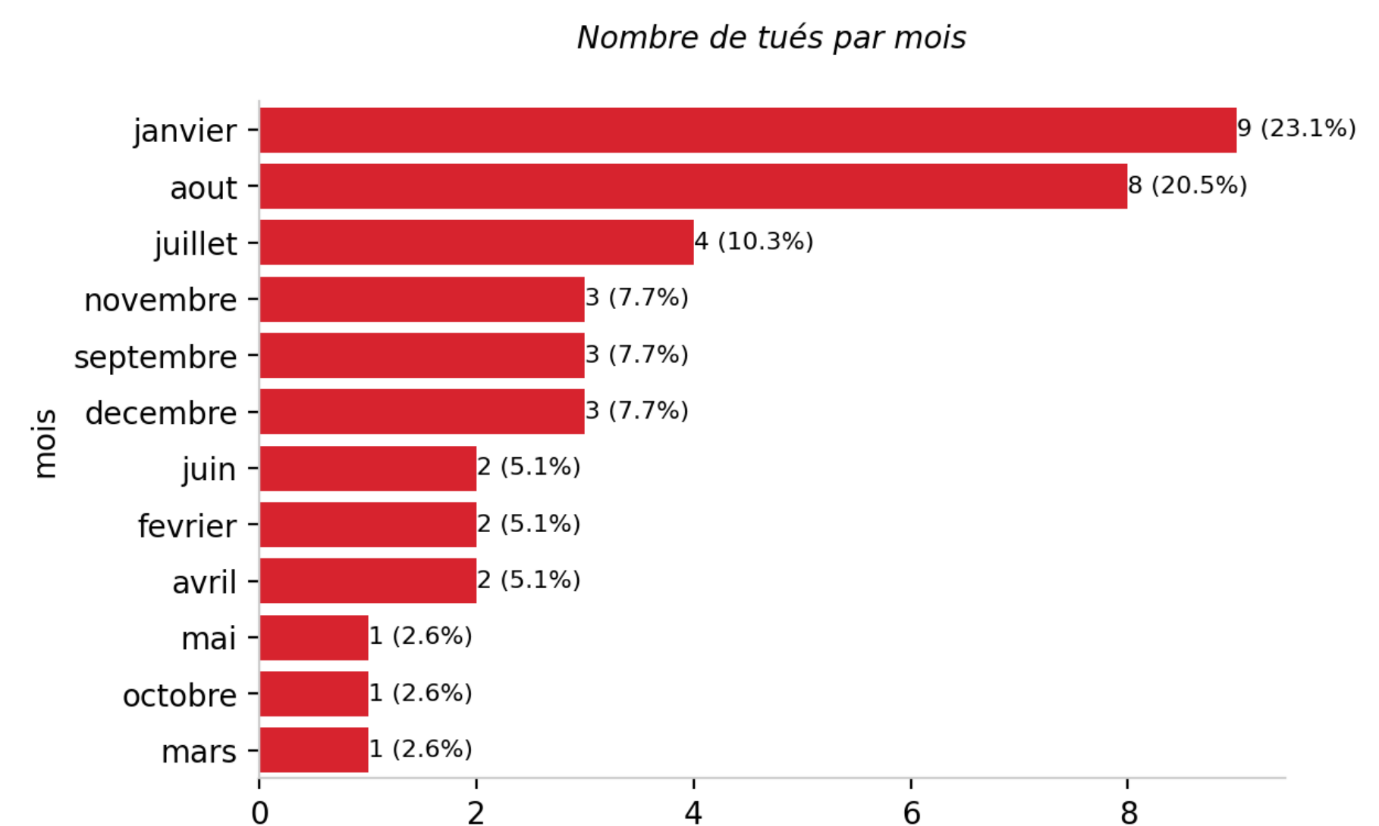 Nombre de tués par mois
janvier 9 (23.1%)
aout 8 (20.5%)
juillet 4 (10.3%)
novembre 3 (7.7%)
septembre 3 (7.7%)
decembre 3 (7.7%)
mois
juin 2 (5.1%)
fevrier 2 (5.1%)
avril 2 (5.1%)
mai 1 (2.6%)
octobre 1 (2.6%)
mars 1 (2.6%)
0 2 4 6 8